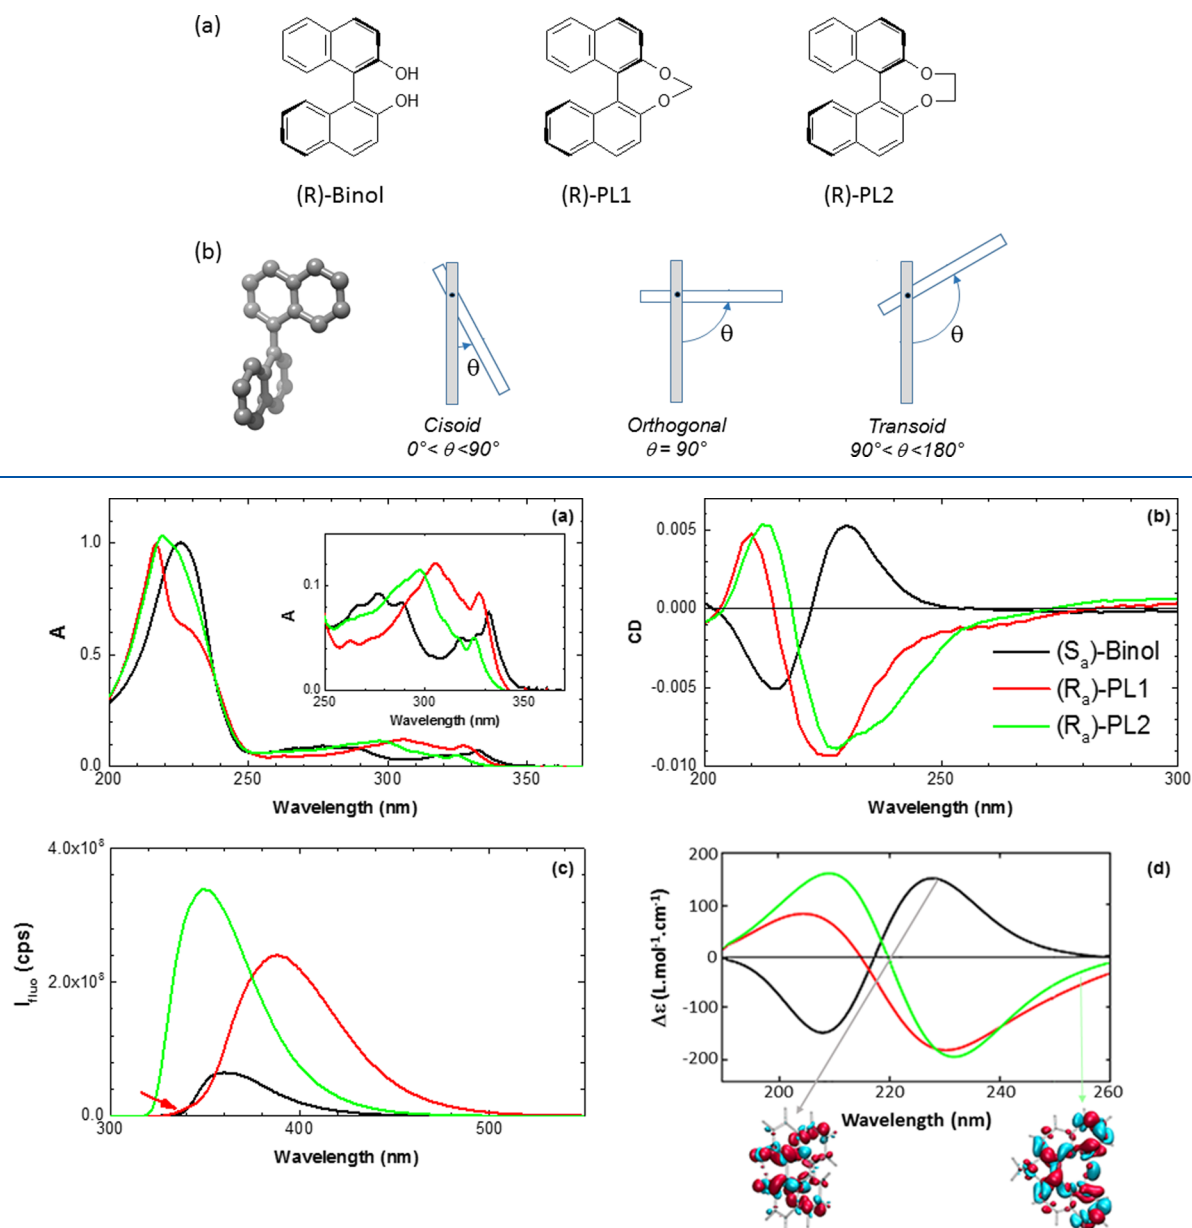 (a)
OH
OH
O
O
O
O
(R)-Binol
(R)-PL1
(R)-PL2
(b)
θ
θ
θ
Cisoid
0°< θ <90°
Orthogonal
θ = 90°
Transoid
90°< θ <180°
(a)
A
1.0
0.5
0.0
200
250
300
350
Wavelength (nm)
A
0.1
0.0
250
300
350
Wavelength (nm)
(b)
CD
0.005
0.000
-0.005
-0.010
200
250
300
Wavelength (nm)
(Sa)-Binol
(Ra)-PL1
(Ra)-PL2
(c)
Ifluo (cps)
4.0x10⁸
2.0x10⁸
0.0
300
400
500
Wavelength (nm)
(d)
Δε (L.mol⁻¹.cm⁻¹)
200
100
0
-100
-200
200
220
240
260
Wavelength (nm)